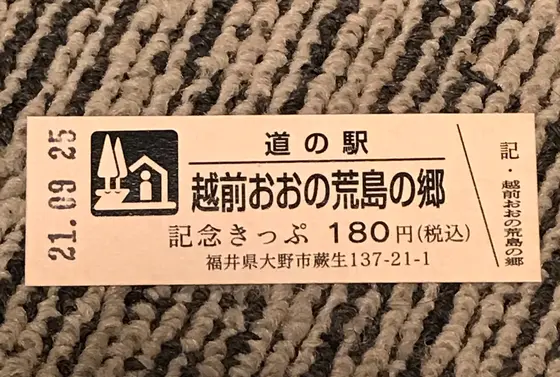 21.09 25
道の駅
越前おおの荒島の郷
記念きっぷ 180円(税込)
福井県大野市蕨生137-21-1
記・越前おおの荒島の郷